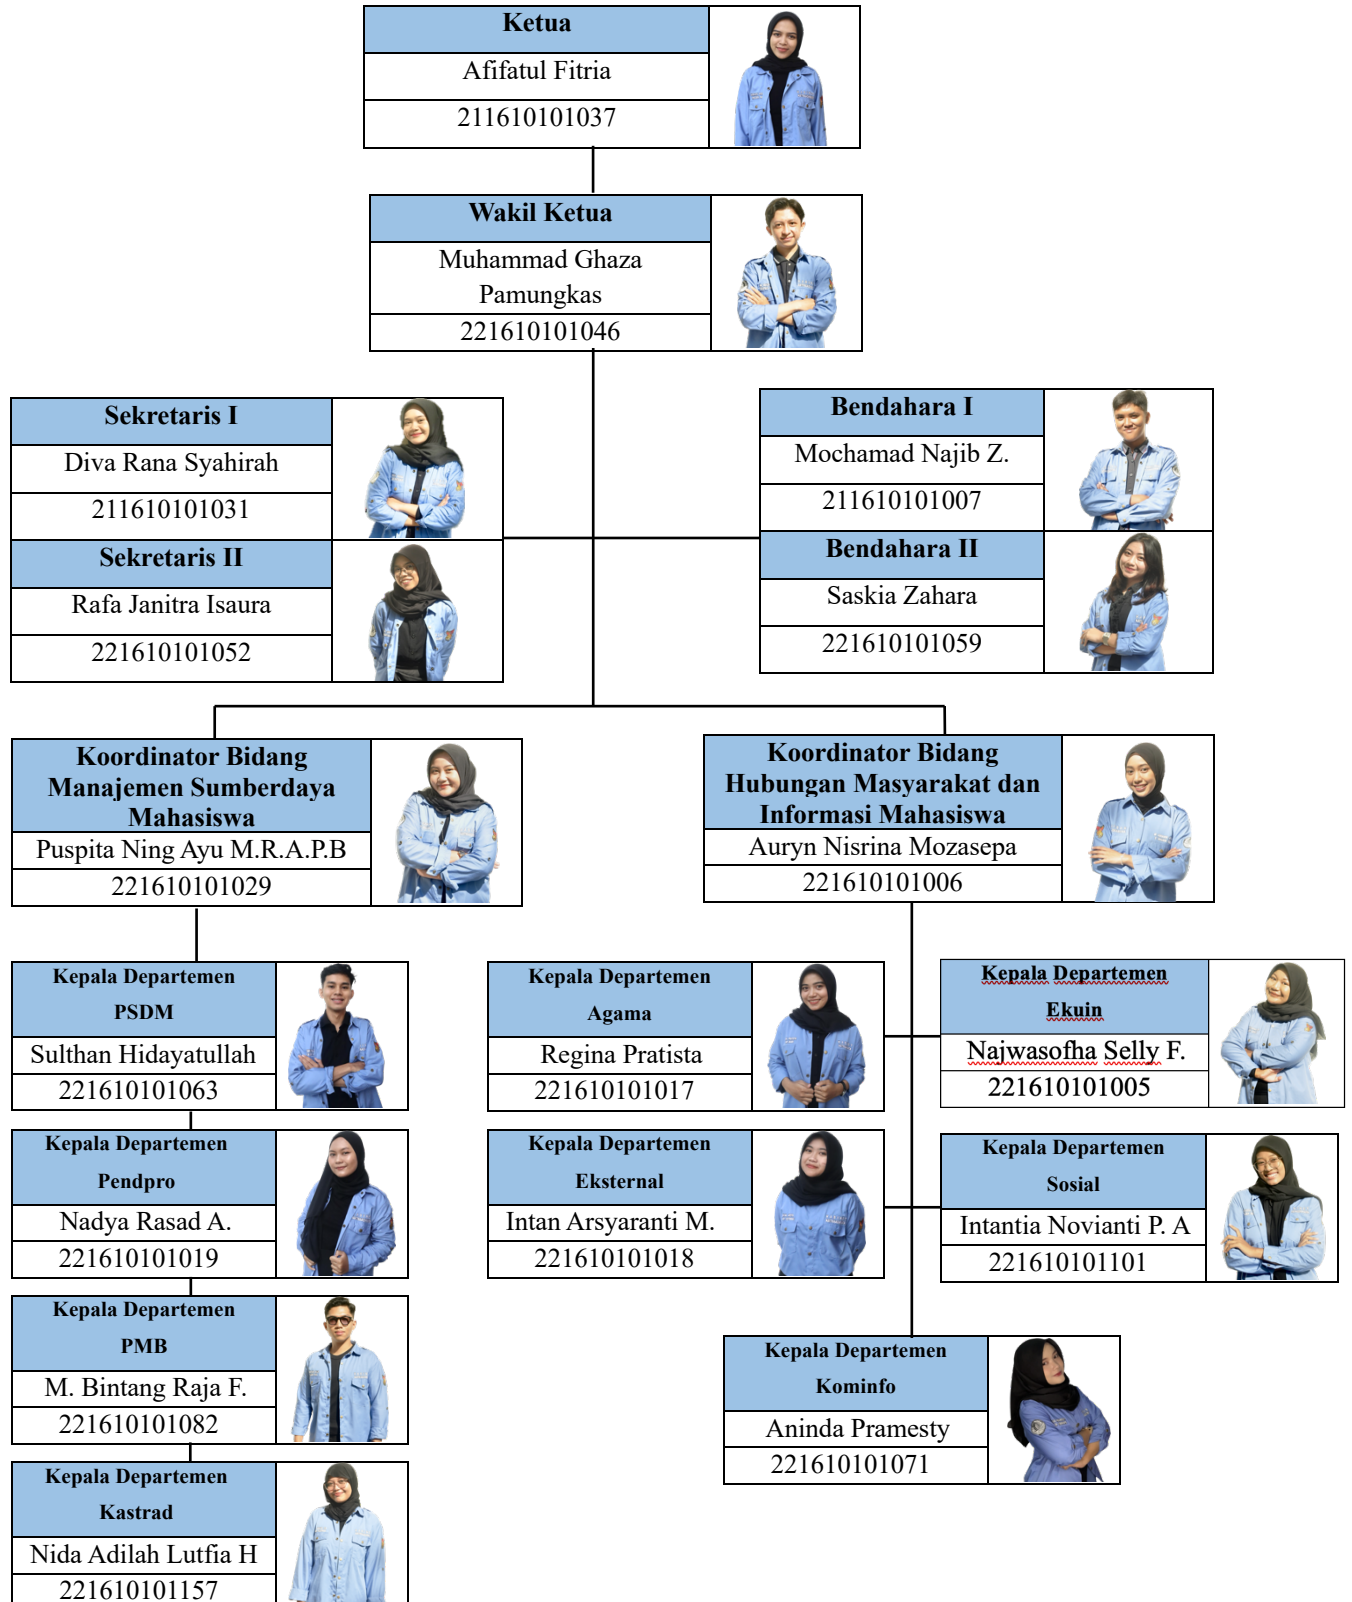 Ketua
Afifatul Fitria
211610101037
Wakil Ketua
Muhammad Ghaza
Pamungkas
221610101046
Sekretaris I
Diva Rana Syahirah
211610101031
Sekretaris II
Rafa Janitra Isaura
221610101052
Bendahara I
Mochamad Najib Z.
211610101007
Bendahara II
Saskia Zahara
221610101059
Koordinator Bidang
Manajemen Sumberdaya
Mahasiswa
Puspita Ning Ayu M.R.A.P.B
221610101029
Koordinator Bidang
Hubungan Masyarakat dan
Informasi Mahasiswa
Auryn Nisrina Mozasepa
221610101006
Kepala Departemen
PSDM
Sulthan Hidayatullah
221610101063
Kepala Departemen
Pendpro
Nadya Rasad A.
221610101019
Kepala Departemen
PMB
M. Bintang Raja F.
221610101082
Kepala Departemen
Kastrad
Nida Adilah Lutfia H
221610101157
Kepala Departemen
Agama
Regina Pratista
221610101017
Kepala Departemen
Ekuin
Najwasofha Selly F.
221610101005
Kepala Departemen
Eksternal
Intan Arsyaranti M.
221610101018
Kepala Departemen
Sosial
Intantia Novianti P. A
221610101101
Kepala Departemen
Kominfo
Aninda Pramesty
221610101071